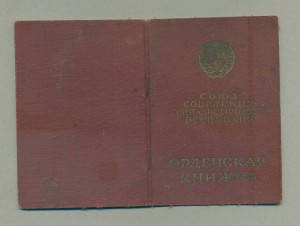 СОЮЗ
СОВЕТСКИХ
СОЦИАЛИСТИЧЕСКИХ
РЕСПУБЛИК
ОРДЕНСКАЯ
КНИЖКА